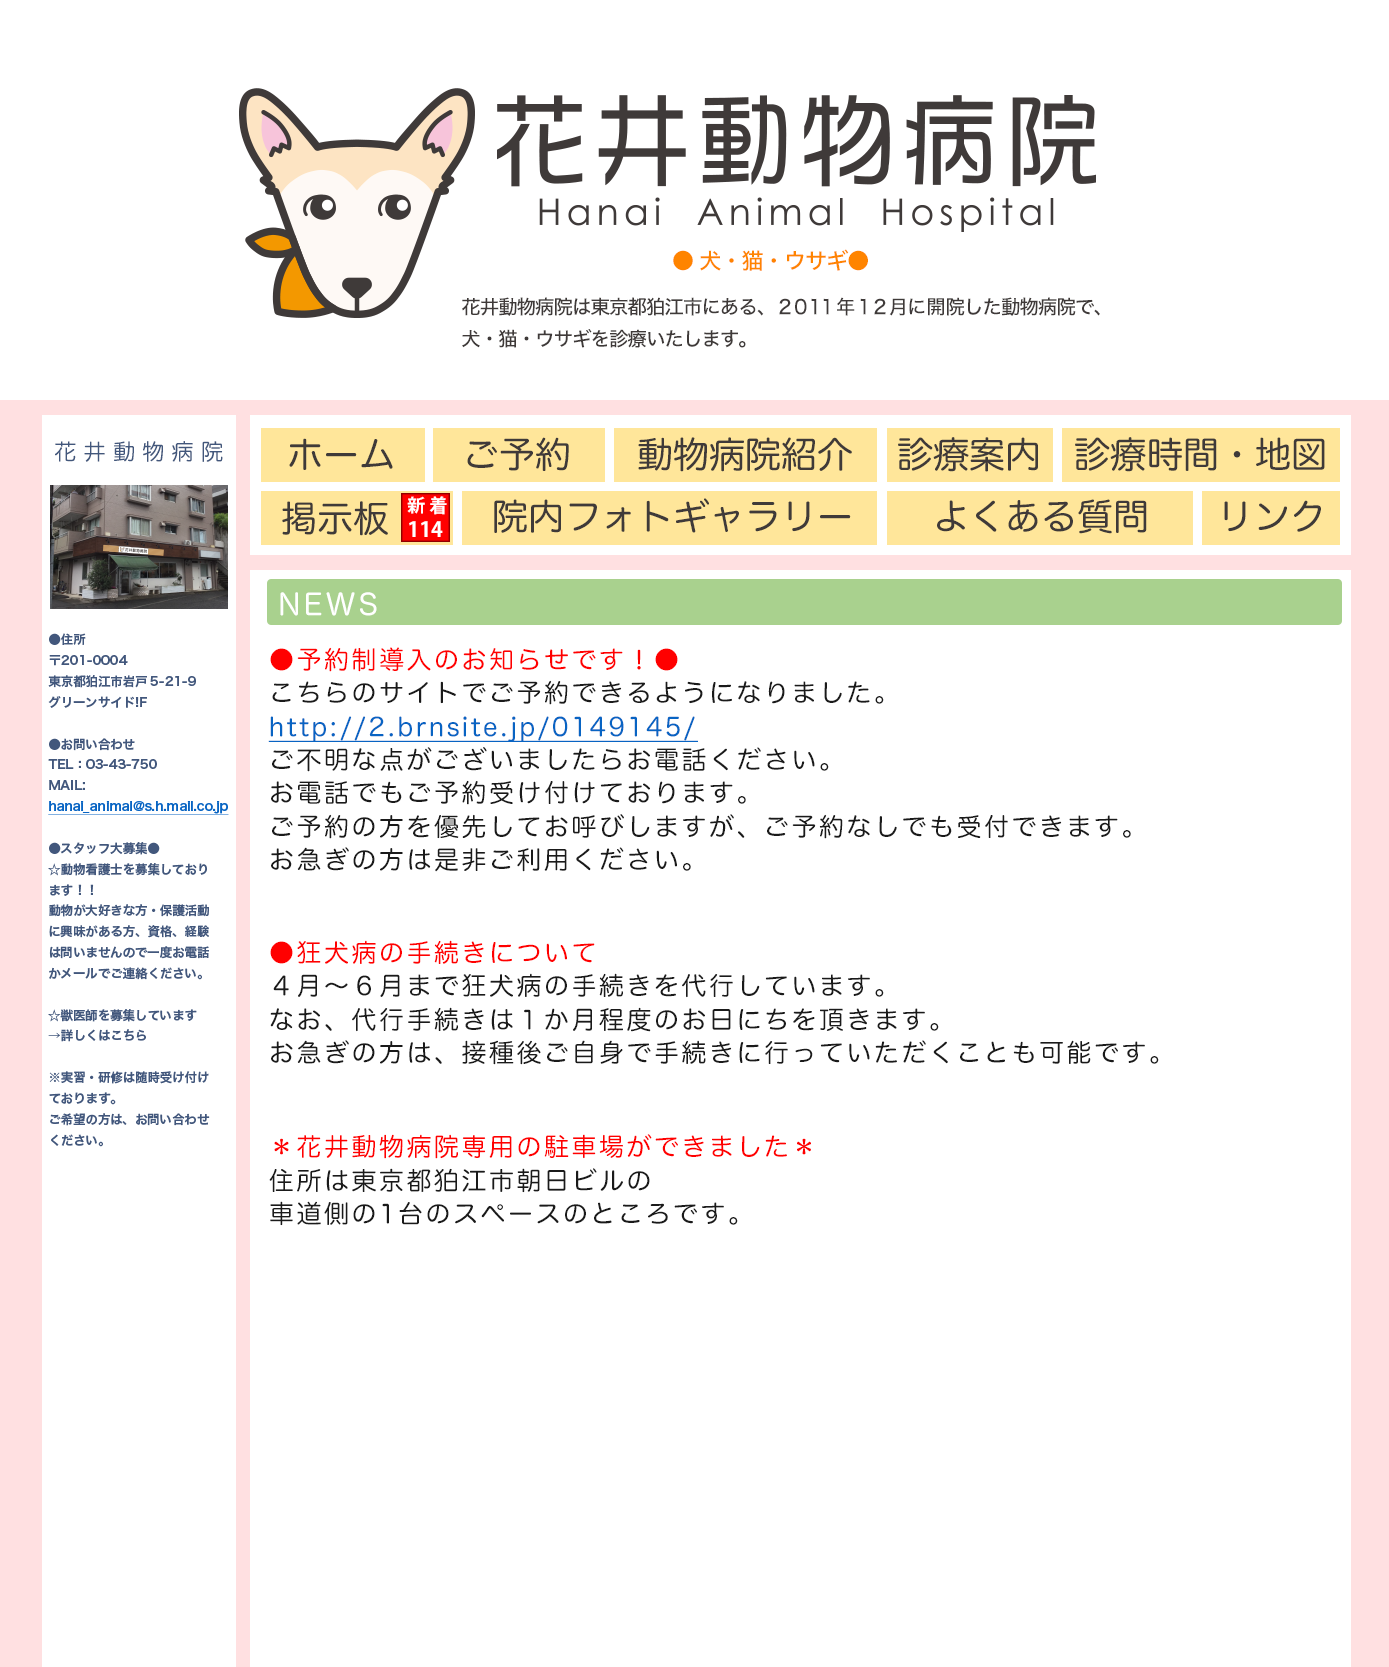 花井動物病院
Hanai Animal Hospital
● 犬・猫・ウサギ●
花井動物病院は東京都狛江市にある、２０１１年１２月に開院した動物病院で、
犬・猫・ウサギを診療いたします。
花井動物病院
●住所
〒201-0004
東京都狛江市岩戸 5-21-9
グリーンサイド!F
●お問い合わせ
TEL：03-43-750
MAIL:
hanai_animal@s.h.mail.co.jp
●スタッフ大募集●
☆動物看護士を募集しており
ます！！
動物が大好きな方・保護活動
に興味がある方、資格、経験
は問いませんので一度お電話
かメールでご連絡ください。
☆獣医師を募集しています
→詳しくはこちら
※実習・研修は随時受け付け
ております。
ご希望の方は、お問い合わせ
ください。
ホーム ご予約 動物病院紹介 診療案内 診療時間・地図
掲示板 新着 114 院内フォトギャラリー よくある質問 リンク
NEWS
●予約制導入のお知らせです！●
こちらのサイトでご予約できるようになりました。
http://2.brnsite.jp/0149145/
ご不明な点がございましたらお電話ください。
お電話でもご予約受け付けております。
ご予約の方を優先してお呼びしますが、ご予約なしでも受付できます。
お急ぎの方は是非ご利用ください。
●狂犬病の手続きについて
４月～６月まで狂犬病の手続きを代行しています。
なお、代行手続きは１か月程度のお日にちを頂きます。
お急ぎの方は、接種後ご自身で手続きに行っていただくことも可能です。
＊花井動物病院専用の駐車場ができました＊
住所は東京都狛江市朝日ビルの
車道側の1台のスペースのところです。